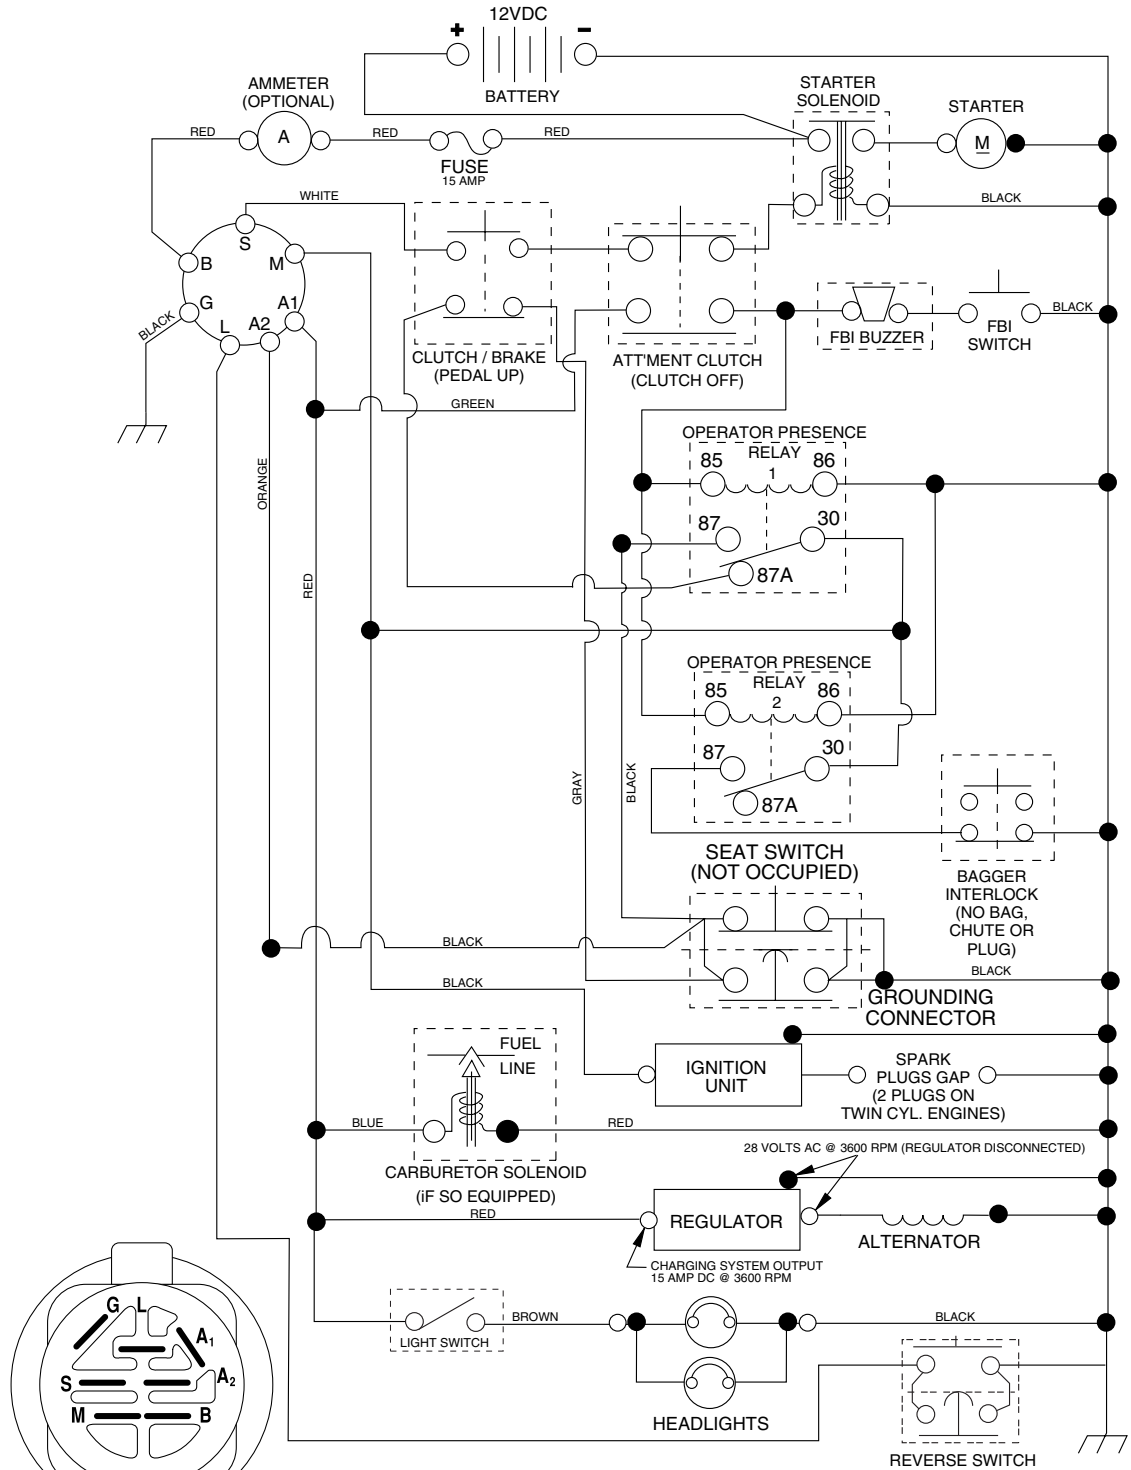 12VDC
+
-
BATTERY
AMMETER
(OPTIONAL)
STARTER
SOLENOID
STARTER
RED
A
RED
RED
M
FUSE
15 AMP
WHITE
BLACK
S
B
M
G
A1
L
A2
BLACK
CLUTCH / BRAKE
(PEDAL UP)
ATT'MENT CLUTCH
(CLUTCH OFF)
FBI BUZZER
FBI
SWITCH
BLACK
GREEN
ORANGE
RED
OPERATOR PRESENCE
RELAY
1
85
86
87
30
87A
OPERATOR PRESENCE
RELAY
2
85
86
87
30
87A
GRAY
BLACK
SEAT SWITCH
(NOT OCCUPIED)
BAGGER
INTERLOCK
(NO BAG,
CHUTE OR
PLUG)
BLACK
BLACK
BLACK
GROUNDING
CONNECTOR
FUEL
LINE
IGNITION
UNIT
SPARK
PLUGS GAP
(2 PLUGS ON
TWIN CYL. ENGINES)
BLUE
RED
CARBURETOR SOLENOID
(iF SO EQUIPPED)
28 VOLTS AC @ 3600 RPM (REGULATOR DISCONNECTED)
RED
REGULATOR
ALTERNATOR
CHARGING SYSTEM OUTPUT
15 AMP DC @ 3600 RPM
LIGHT SWITCH
BROWN
BLACK
HEADLIGHTS
REVERSE SWITCH
G
L
A1
A2
S
M
B